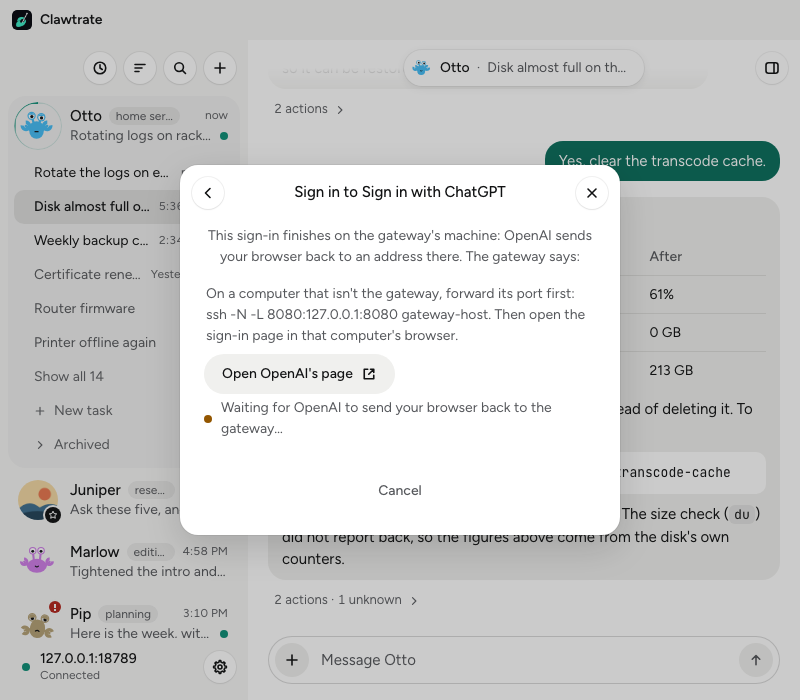 Clawtrate
Otto home ser... now
Rotating logs on rack...
Rotate the logs on e...
Disk almost full o... 5:36
Weekly backup c... 2:34
Certificate rene... Yeste
Router firmware
Printer offline again
Show all 14
New task
Archived
Juniper rese...
Ask these five, an
Marlow editi... 4:58 PM
Tightened the intro and...
Pip planning 3:10 PM
Here is the week. wit...
127.0.0.1:18789
Connected
Otto · Disk almost full on th...
2 actions
Yes, clear the transcode cache.
After
61%
0 GB
213 GB
ead of deleting it. To
transcode-cache
The size check ( du )
did not report back, so the figures above come from the disk's own
counters.
2 actions · 1 unknown
Message Otto
Sign in to Sign in with ChatGPT
This sign-in finishes on the gateway's machine: OpenAI sends
your browser back to an address there. The gateway says:
On a computer that isn't the gateway, forward its port first:
ssh -N -L 8080:127.0.0.1:8080 gateway-host. Then open the
sign-in page in that computer's browser.
Open OpenAI's page
Waiting for OpenAI to send your browser back to the
gateway...
Cancel